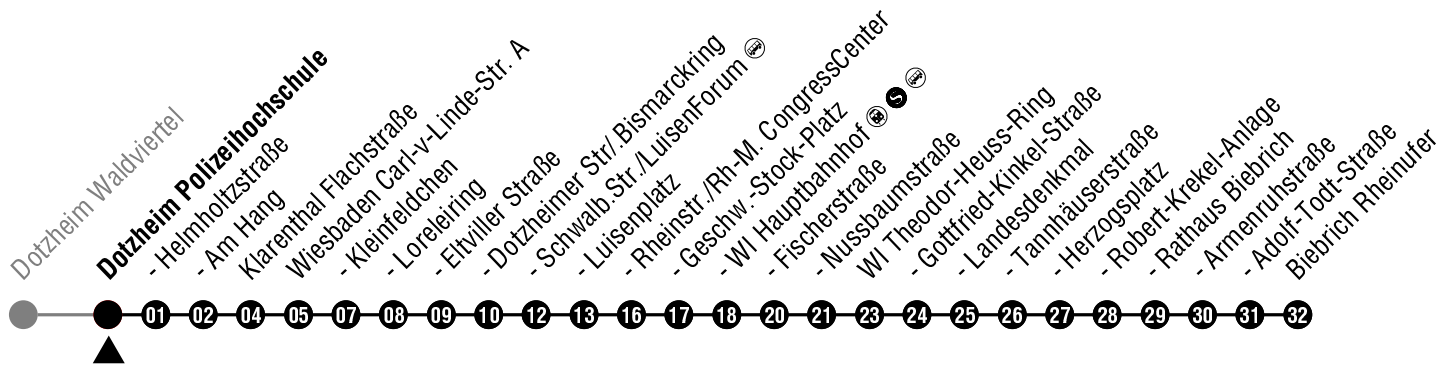 Dotzheim Waldviertel
Dotzheim Polizeihochschule
- Helmholtzstraße
- Am Hang
Klarenthal Flachstraße
Wiesbaden Carl-v-Linde-Str. A
- Kleinfeldchen
- Loreleiring
- Eltviller Straße
- Dotzheimer Str/.Bismarckring
- Schwalb.Str./LuisenForum
- Luisenplatz
- Rheinstr./Rh-M. CongressCenter
- Geschw.-Stock-Platz
- WI Hauptbahnhof S
- Fischerstraße
- Nussbaumstraße
WI Theodor-Heuss-Ring
- Gottfried-Kinkel-Straße
- Landesdenkmal
- Tannhäuserstraße
- Herzogsplatz
- Robert-Krekel-Anlage
- Rathaus Biebrich
- Armenruhstraße
- Adolf-Todt-Straße
Biebrich Rheinufer
01 02 04 05 07 08 09 10 12 13 16 17 18 20 21 23 24 25 26 27 28 29 30 31 32